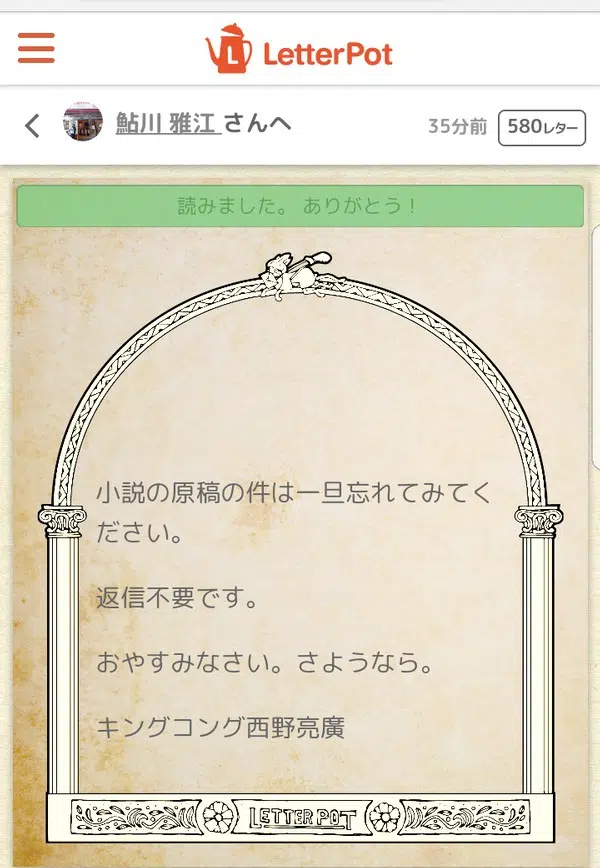 LetterPot
鮎川 雅江 さんへ
35分前
580レター
読みました。 ありがとう！
小説の原稿の件は一旦忘れてみてく
ださい。
返信不要です。
おやすみなさい。さようなら。
キングコング西野亮廣
LETTER POT